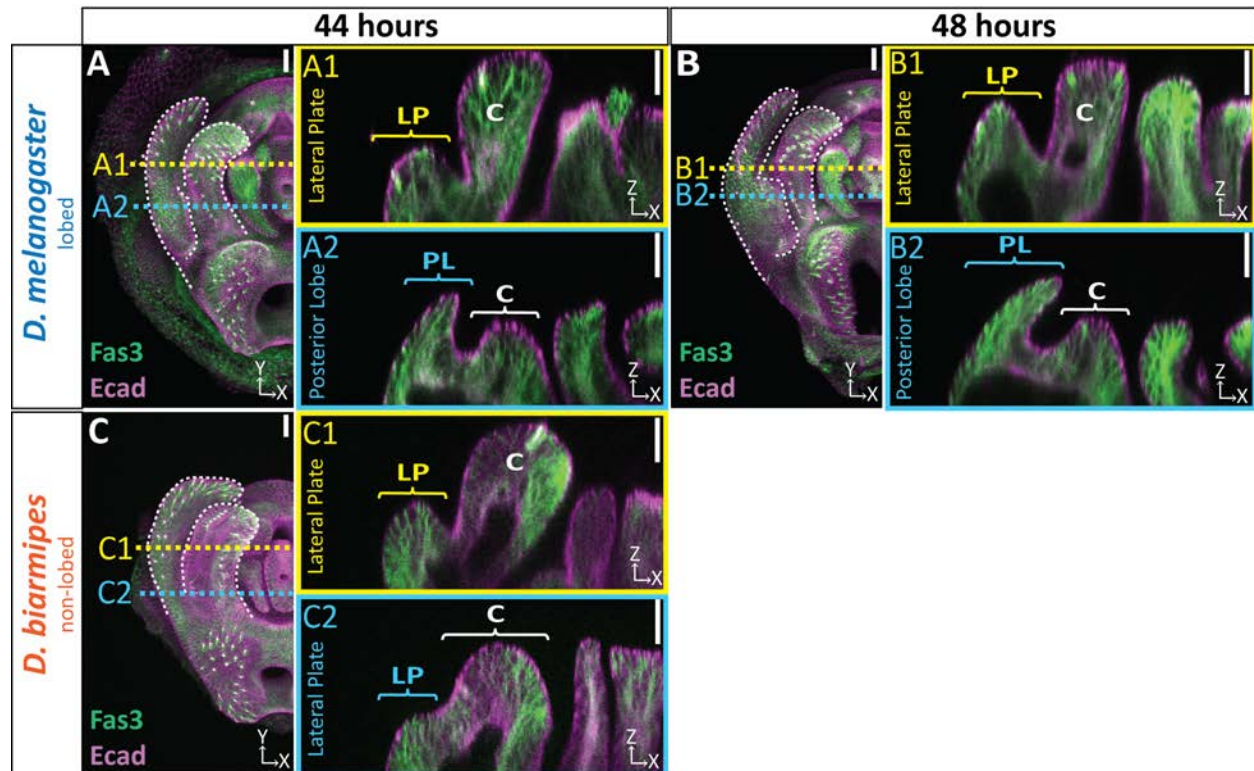 44 hours
48 hours
D. melanogaster
lobed
A
A1
A2
Fas3
Ecad
Y
X
A1
Lateral Plate
LP
C
Z
X
A2
Posterior Lobe
PL
C
Z
X
B
B1
B2
Fas3
Ecad
Y
X
B1
Lateral Plate
LP
C
Z
X
B2
Posterior Lobe
PL
C
Z
X
D. biarmipes
non-lobed
C
C1
C2
Fas3
Ecad
Y
X
C1
Lateral Plate
LP
C
Z
X
C2
Lateral Plate
LP
C
Z
X